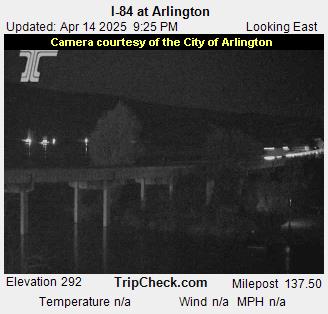 I-84 at Arlington
Updated: Apr 14 2025 9:25 PM Looking East
Camera courtesy of the City of Arlington
Elevation 292 TripCheck.com Milepost 137.50
Temperature n/a Wind n/a MPH n/a